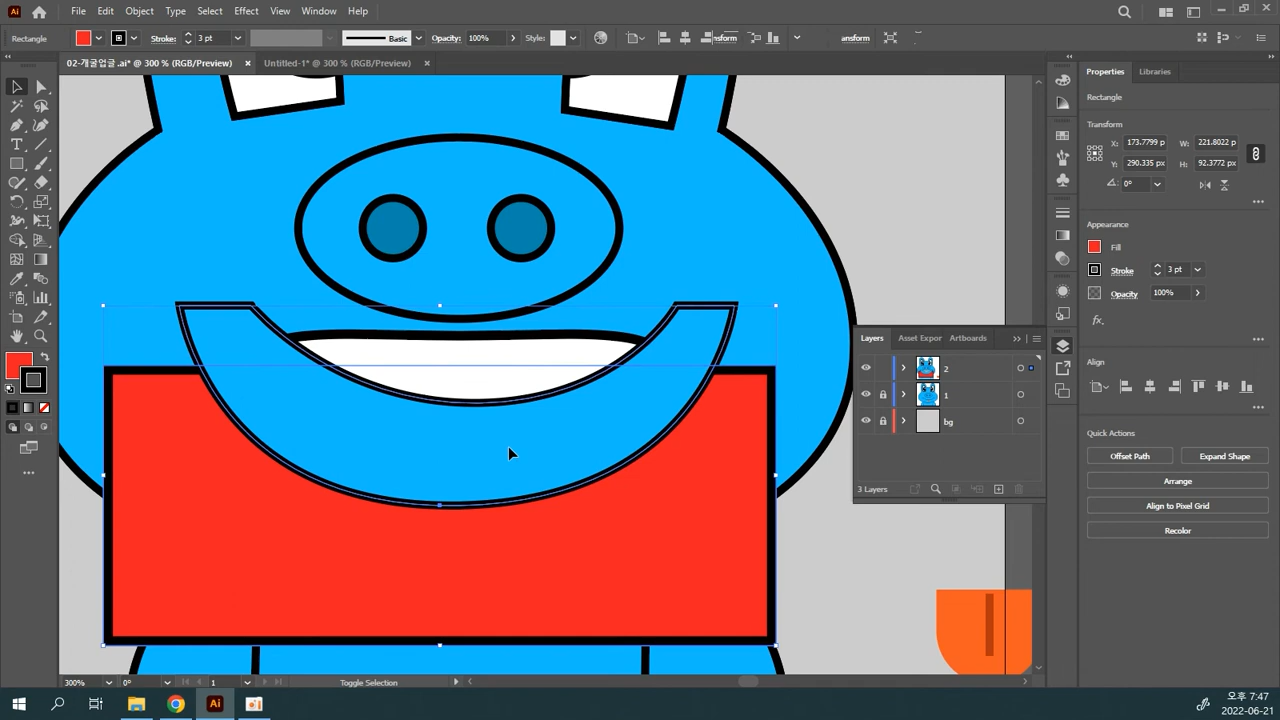 Ai File Edit Object Type Select Effect View Window Help
Rectangle Stroke: 3 pt Basic Opacity: 100% Style: ansform ansform
02-개굴업글.ai* @ 300 % (RGB/Preview) × Untitled-1* @ 300 % (RGB/Preview) ×
Properties Libraries
Rectangle
Transform
X: 173.7799 p W: 221.8022 p
Y: 290.335 px H: 92.3772 px
0°
Appearance
Fill
Stroke 3 pt
Opacity 100%
fx.
Align
Quick Actions
Offset Path Expand Shape
Arrange
Align to Pixel Grid
Recolor
Layers Asset Expor Artboards
2
1
bg
3 Layers
300% 0° 1 Toggle Selection
Ai 오후 7:47
2022-06-21